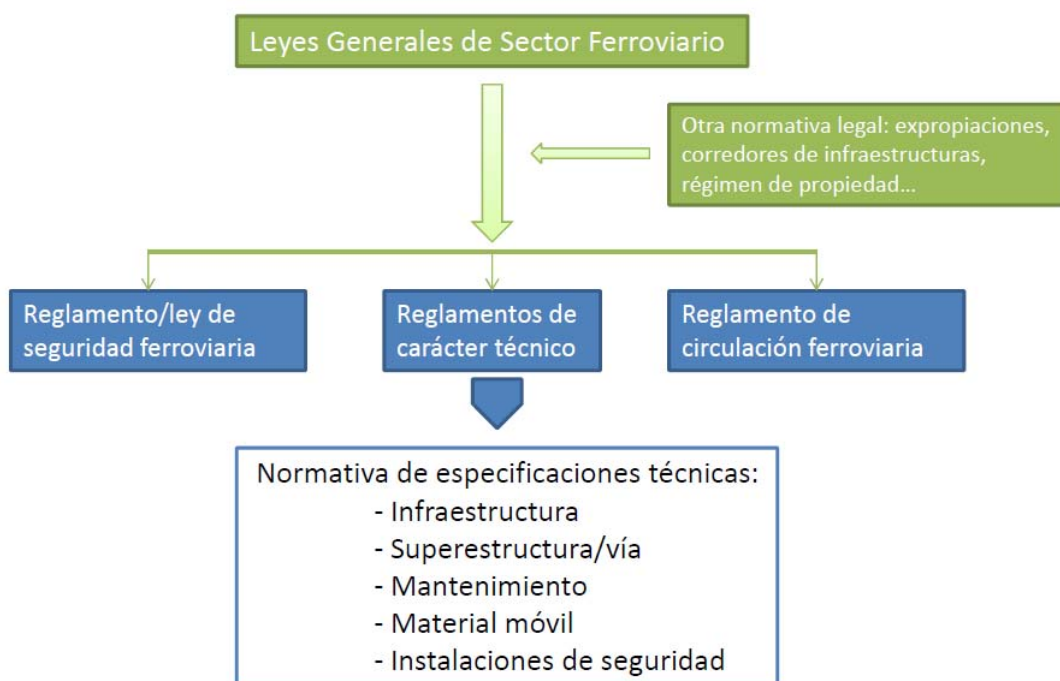 Leyes Generales de Sector Ferroviario
Otra normativa legal: expropiaciones,
corredores de infraestructuras,
régimen de propiedad...
Reglamento/ley de
seguridad ferroviaria
Reglamentos de
carácter técnico
Reglamento de
circulación ferroviaria
Normativa de especificaciones técnicas:
- Infraestructura
- Superestructura/vía
- Mantenimiento
- Material móvil
- Instalaciones de seguridad